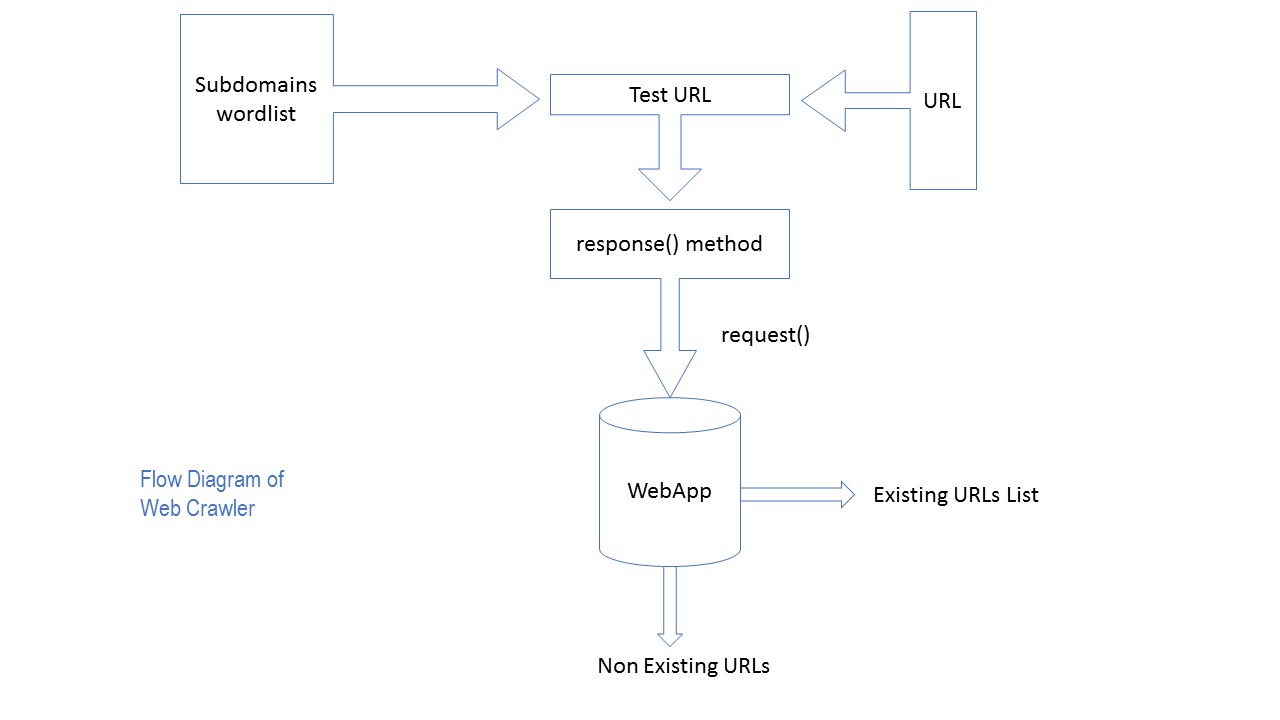 Subdomains
wordlist
Test URL
URL
response() method
request()
WebApp
Existing URLs List
Flow Diagram of
Web Crawler
Non Existing URLs